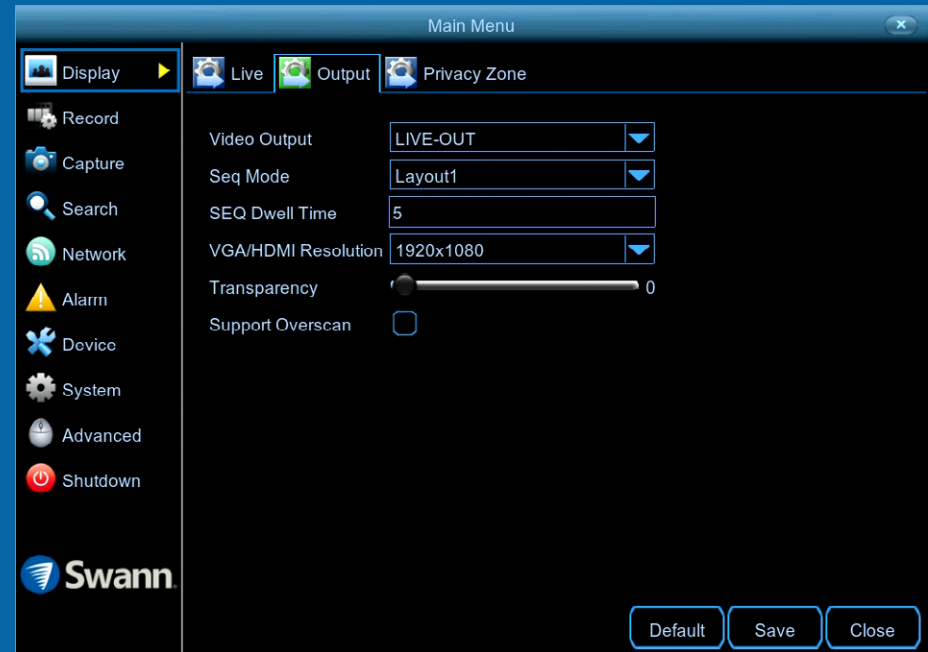 Main Menu
Display
Live Output Privacy Zone
Record
Capture
Search
Network
Alarm
Device
System
Advanced
Shutdown
Video Output LIVE-OUT
Seq Mode Layout1
SEQ Dwell Time 5
VGA/HDMI Resolution 1920x1080
Transparency 0
Support Overscan
Swann
Default Save Close